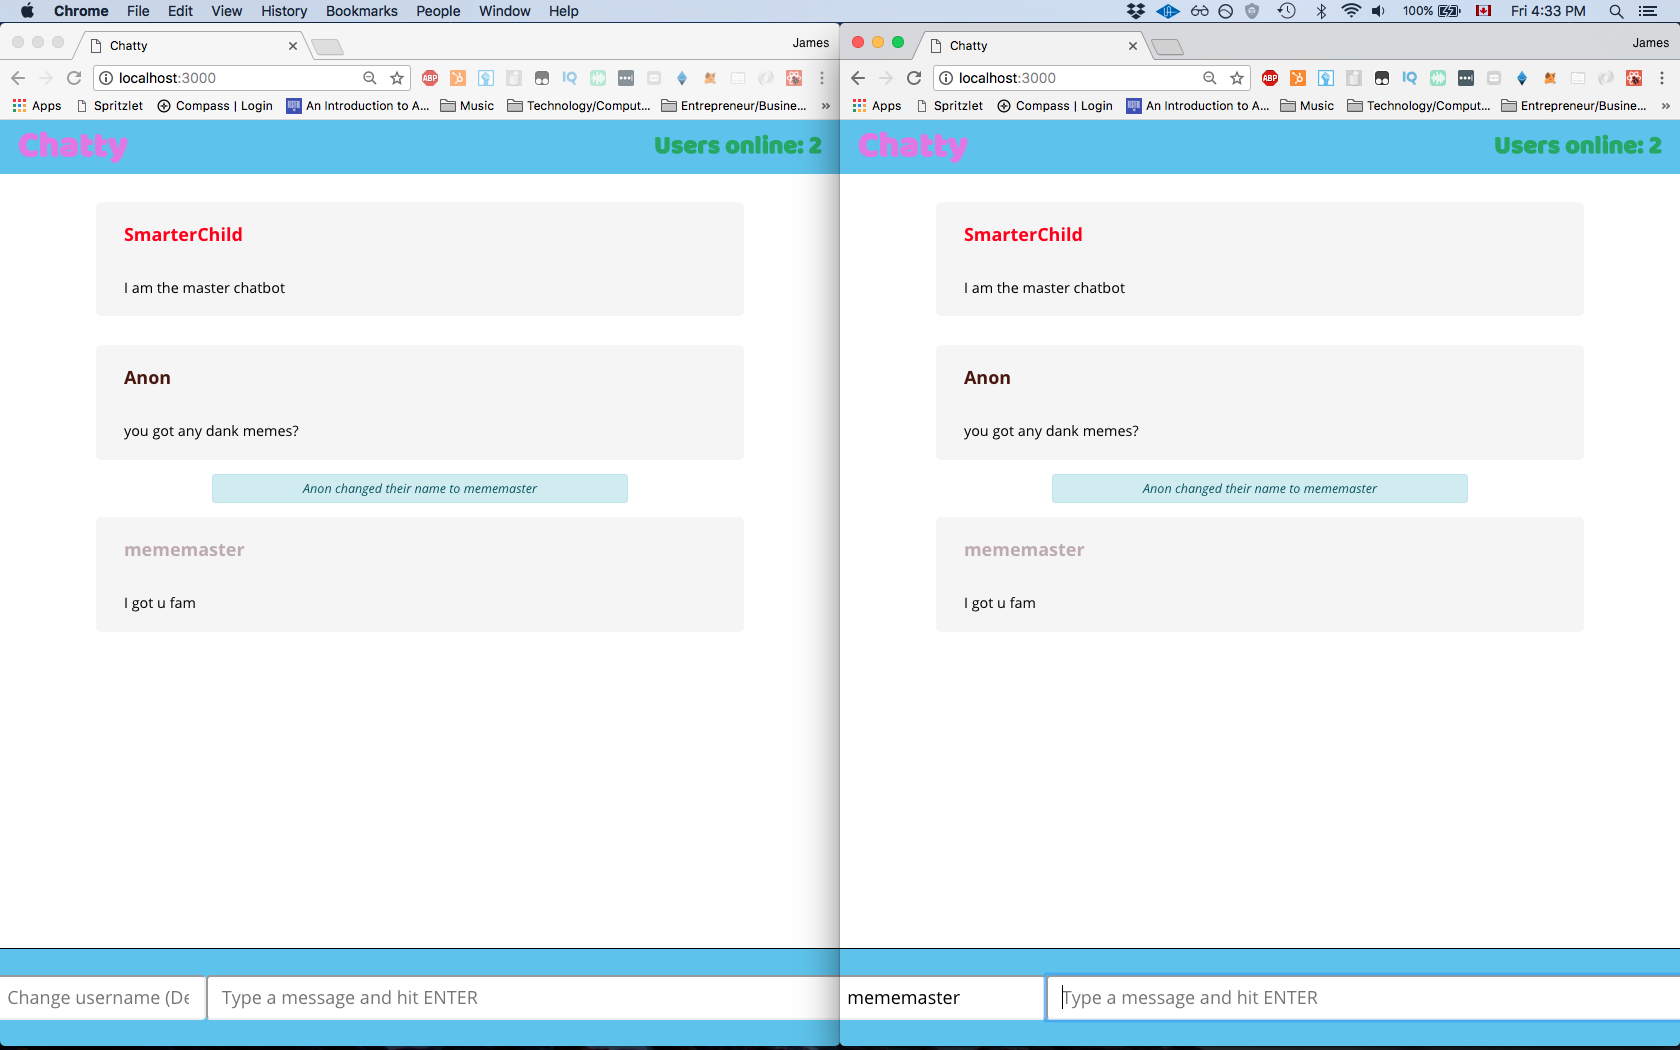 Chrome File Edit View History Bookmarks People Window Help 100% Fri 4:33 PM
Chatty James
localhost:3000 ABP IQ
Apps Spritzlet Compass | Login An Introduction to A... Music Technology/Comput... Entrepreneur/Busine... »
Chatty Users online: 2
SmarterChild
I am the master chatbot
Anon
you got any dank memes?
Anon changed their name to mememaster
mememaster
I got u fam
Change username (De Type a message and hit ENTER
Chatty James
localhost:3000 ABP IQ
Apps Spritzlet Compass | Login An Introduction to A... Music Technology/Comput... Entrepreneur/Busine... »
Chatty Users online: 2
SmarterChild
I am the master chatbot
Anon
you got any dank memes?
Anon changed their name to mememaster
mememaster
I got u fam
mememaster Type a message and hit ENTER